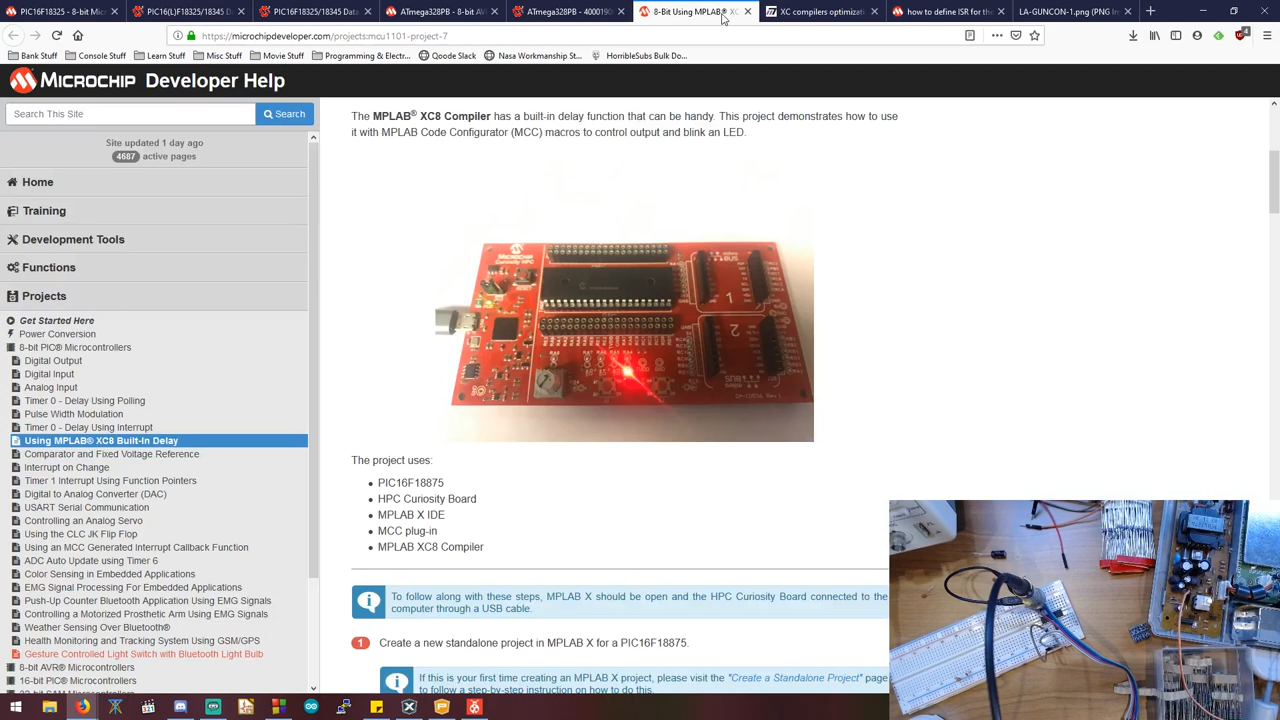 PIC16F18325 - 8-bit Micr
PIC16(L)F18325/18345 Da
PIC16F18325/18345 Data
ATmega328PB - 8-bit AV
ATmega328PB - 4000190
8-Bit Using MPLAB® XC
XC compilers optimizati
how to define ISR for the
LA-GUNCON-1.png (PNG I
https://microchipdeveloper.com/projects:mcu1101-project-7
Bank Stuff
Coding Stuff
Learn Stuff
Misc Stuff
Movie Stuff
Programming & Electr...
Qoode Slack
Nasa Workmanship St...
HorribleSubs Bulk Do...
MICROCHIP Developer Help
Search This Site
Search
Site updated 1 day ago
4687 active pages
Home
Training
Development Tools
Functions
Projects
Get Started Here
Power Conversion
8-bit PIC® Microcontrollers
Digital Output
Digital Input
Analog Input
Timer 0 - Delay Using Polling
Pulse Width Modulation
Timer 0 - Delay Using Interrupt
Using MPLAB® XC8 Built-In Delay
Comparator and Fixed Voltage Reference
Interrupt on Change
Timer 1 Interrupt Using Function Pointers
Digital to Analog Converter (DAC)
USART Serial Communication
Controlling an Analog Servo
Using the CLC JK Flip Flop
Using an MCC Generated Interrupt Callback Function
ADC Auto Update using Timer 6
Color Sensing in Embedded Applications
EMG Signal Processing For Embedded Applications
Push-Up Counter Bluetooth Application Using EMG Signals
Controlling a Motorized Prosthetic Arm Using EMG Signals
Weather Sensing Over Bluetooth®
Health Monitoring and Tracking System Using GSM/GPS
Gesture Controlled Light Switch with Bluetooth Light Bulb
8-bit AVR® Microcontrollers
16-bit PIC® Microcontrollers
The MPLAB® XC8 Compiler has a built-in delay function that can be handy. This project demonstrates how to use
it with MPLAB Code Configurator (MCC) macros to control output and blink an LED.
MICROCHIP
Curiosity HPC
1
2
The project uses:
PIC16F18875
HPC Curiosity Board
MPLAB X IDE
MCC plug-in
MPLAB XC8 Compiler
To follow along with these steps, MPLAB X should be open and the HPC Curiosity Board connected to the
computer through a USB cable.
1 Create a new standalone project in MPLAB X for a PIC16F18875.
If this is your first time creating an MPLAB X project, please visit the "Create a Standalone Project" page
to follow a step-by-step instruction on how to do this.